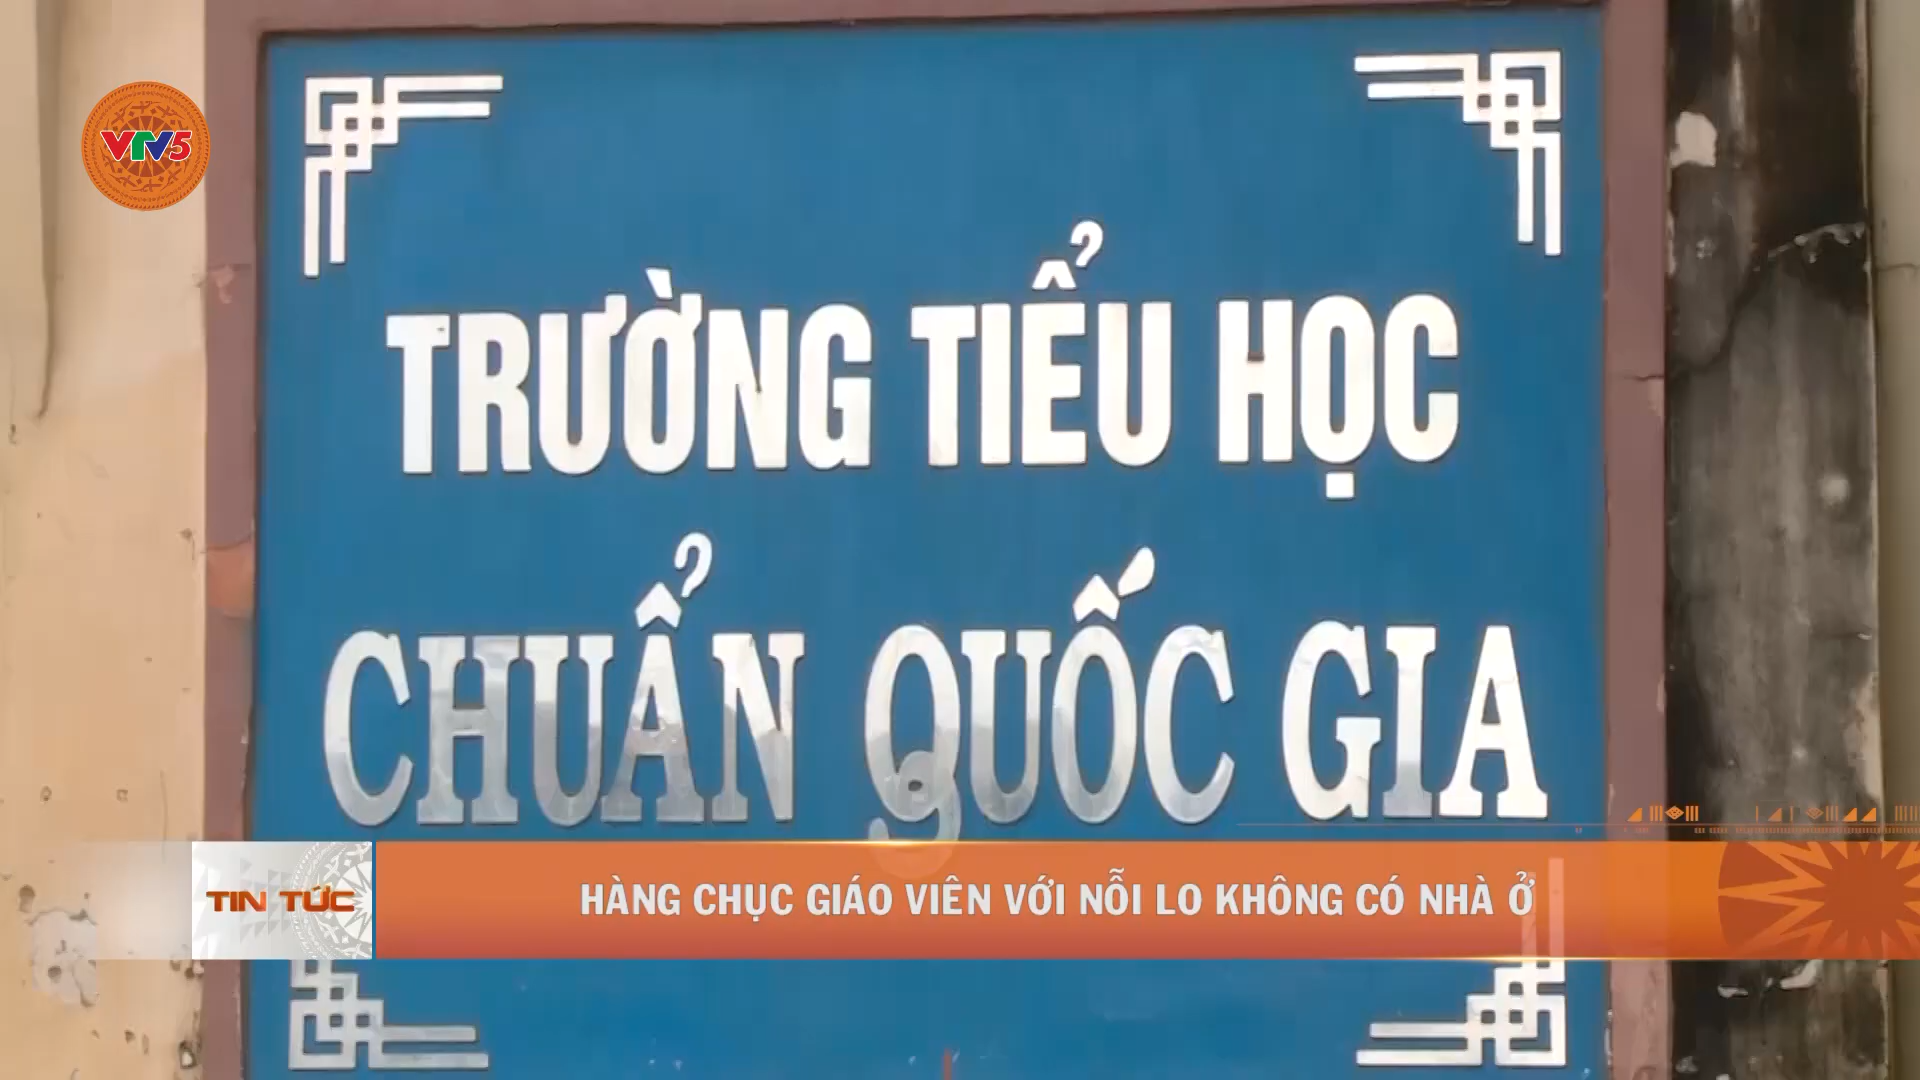 VTV5
TRƯỜNG TIỂU HỌC
CHUẨN QUỐC GIA
TIN TỨC
HÀNG CHỤC GIÁO VIÊN VỚI NỖI LO KHÔNG CÓ NHÀ Ở